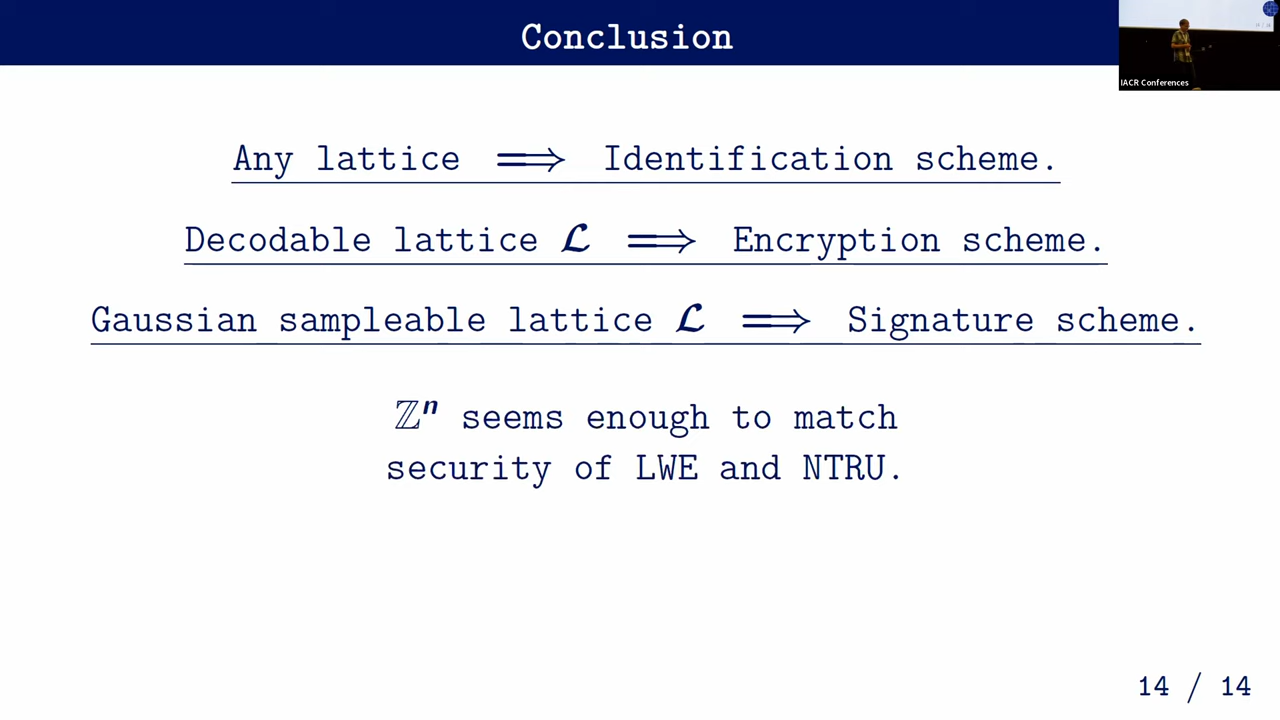 Conclusion
IACR Conferences
Any lattice ⟹ Identification scheme.
Decodable lattice 𝓛 ⟹ Encryption scheme.
Gaussian sampleable lattice 𝓛 ⟹ Signature scheme.
ℤⁿ seems enough to match
security of LWE and NTRU.
14 / 14